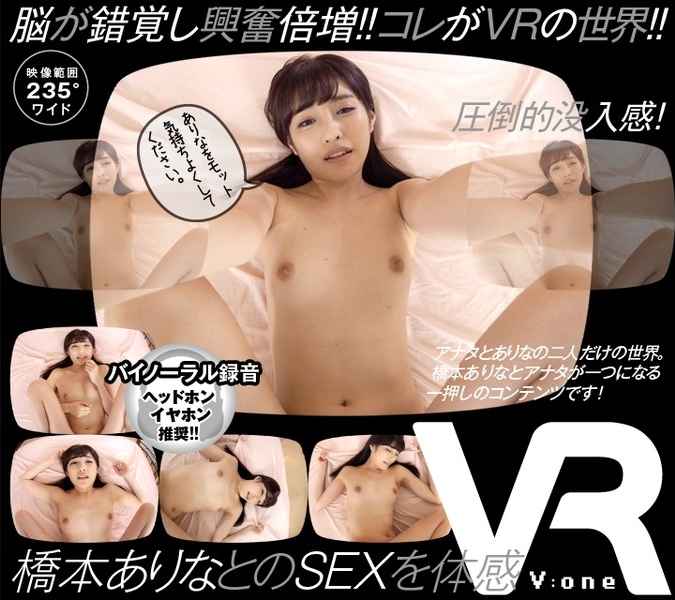 脳が錯覚し興奮倍増!!コレがVRの世界!!
映像範囲
235°
ワイド
圧倒的没入感!
ありなをモット
気持ちよくして
ください。
アナタとありなの二人だけの世界。
橋本ありなとアナタが一つになる
一押しのコンテンツです!
バイノーラル録音
ヘッドホン
イヤホン
推奨!!
VR
橋本ありなとのSEXを体感
V:one